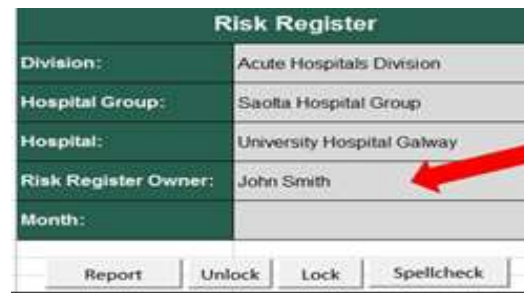 Risk Register
Division: Acute Hospitals Division
Hospital Group: Saolta Hospital Group
Hospital: University Hospital Galway
Risk Register Owner: John Smith
Month:
Report Unlock Lock Spellcheck